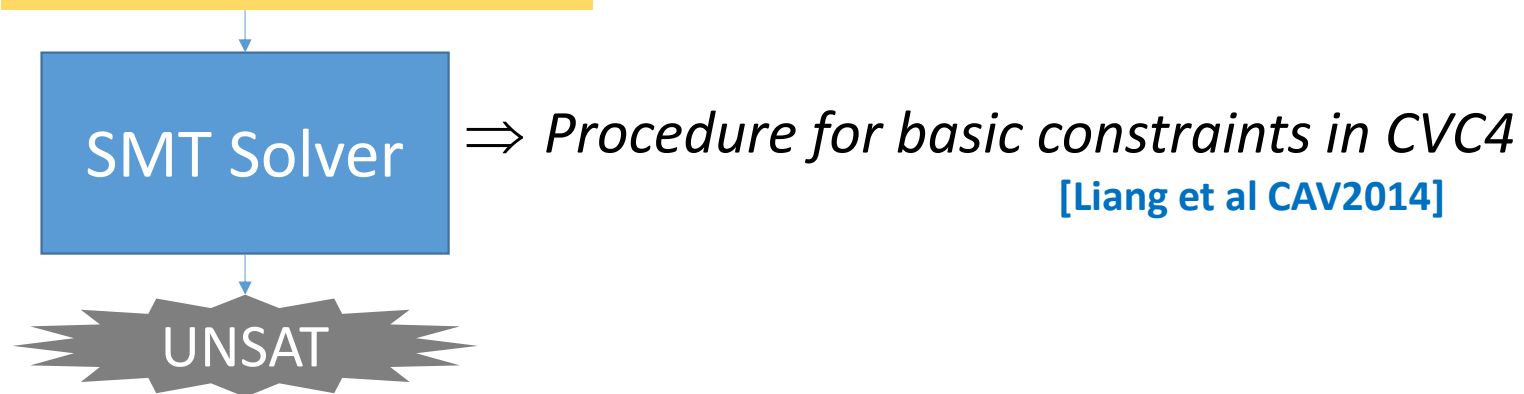 SMT Solver
⇒ Procedure for basic constraints in CVC4
[Liang et al CAV2014]
UNSAT